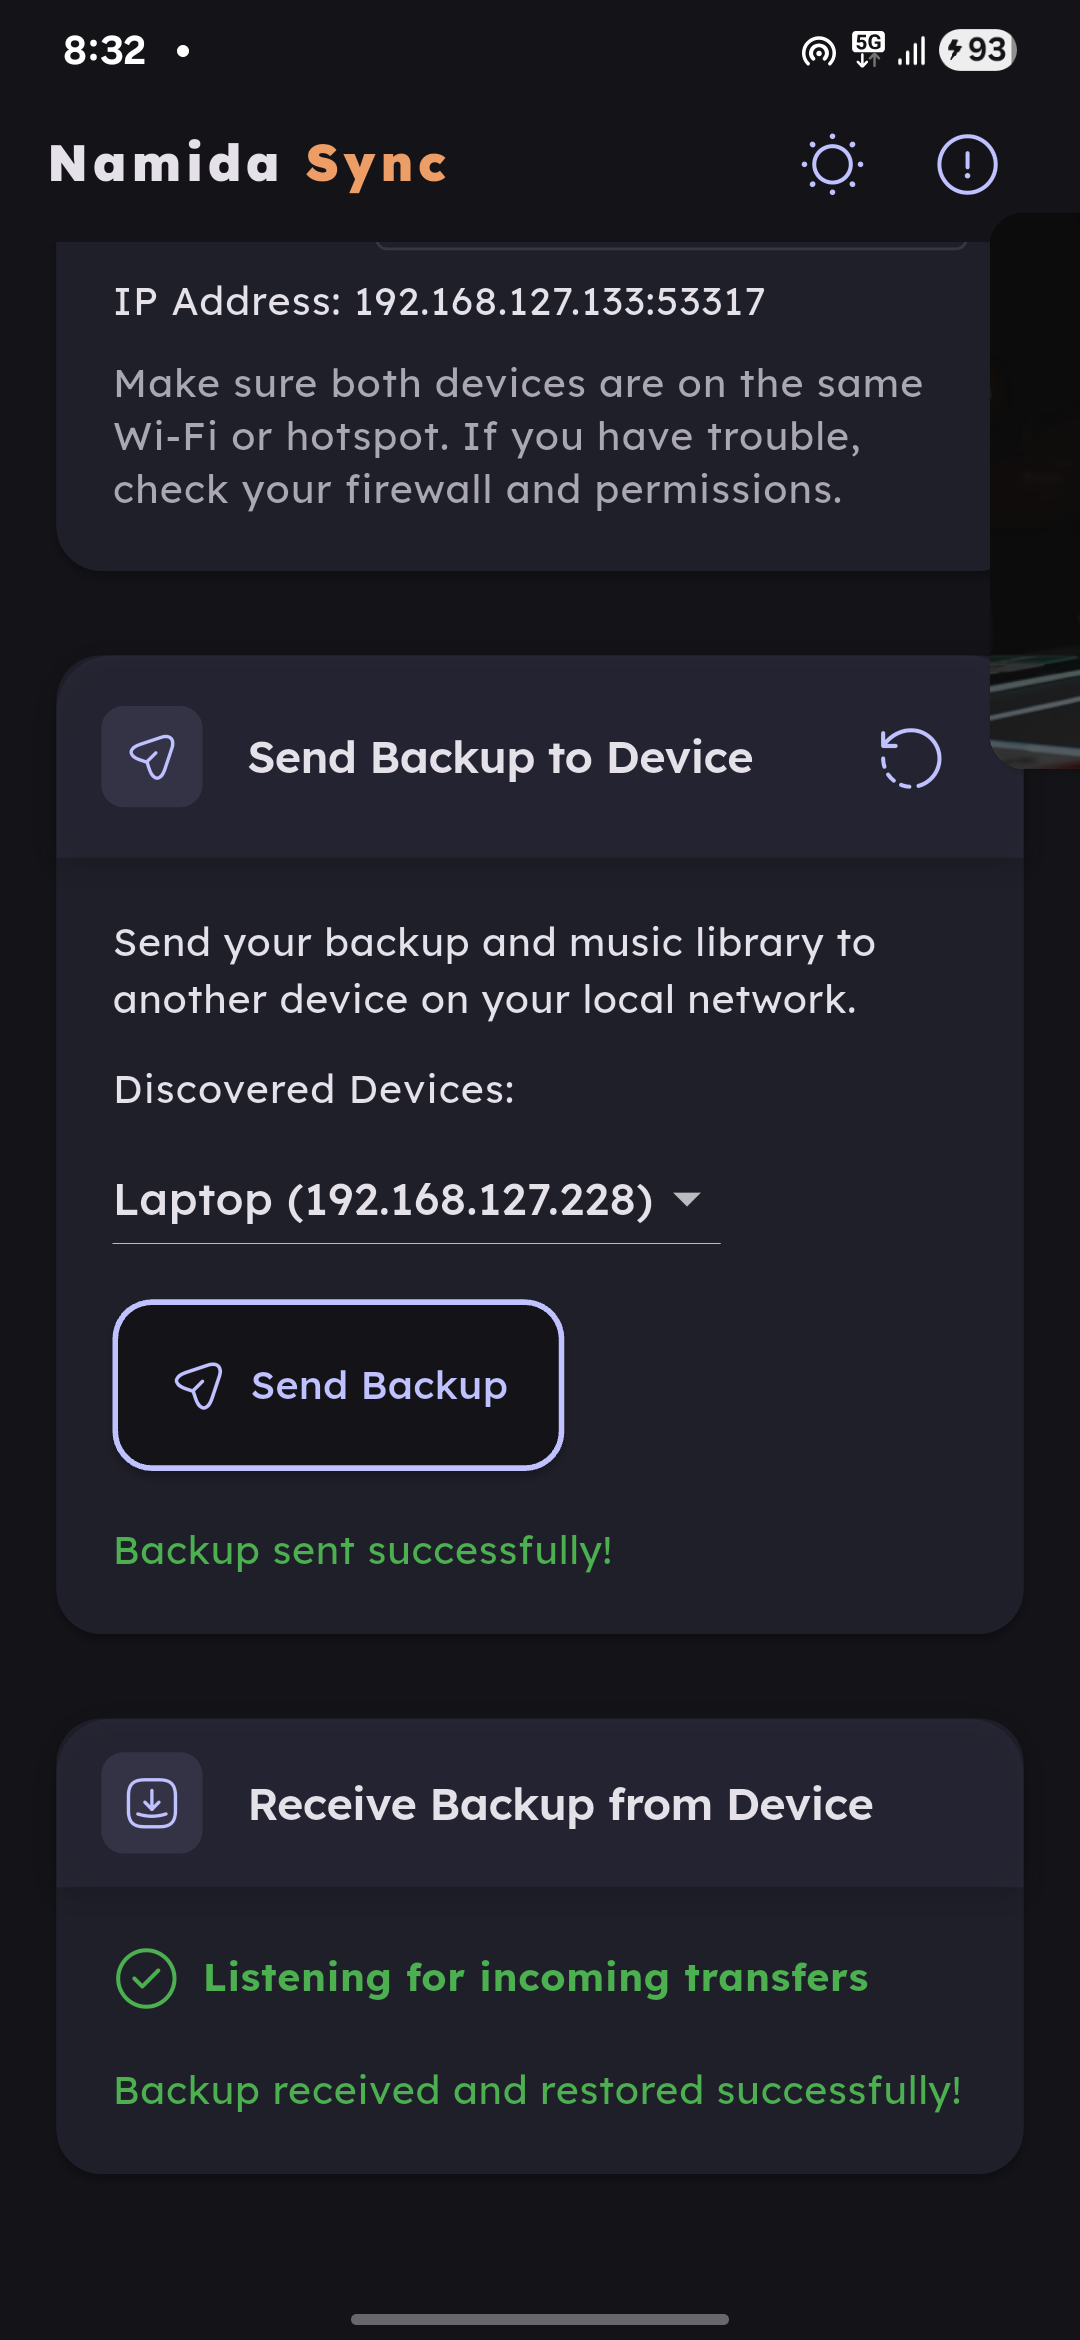 8:32
5G
93
Namida Sync
IP Address: 192.168.127.133:53317
Make sure both devices are on the same
Wi-Fi or hotspot. If you have trouble,
check your firewall and permissions.
Send Backup to Device
Send your backup and music library to
another device on your local network.
Discovered Devices:
Laptop (192.168.127.228)
Send Backup
Backup sent successfully!
Receive Backup from Device
Listening for incoming transfers
Backup received and restored successfully!